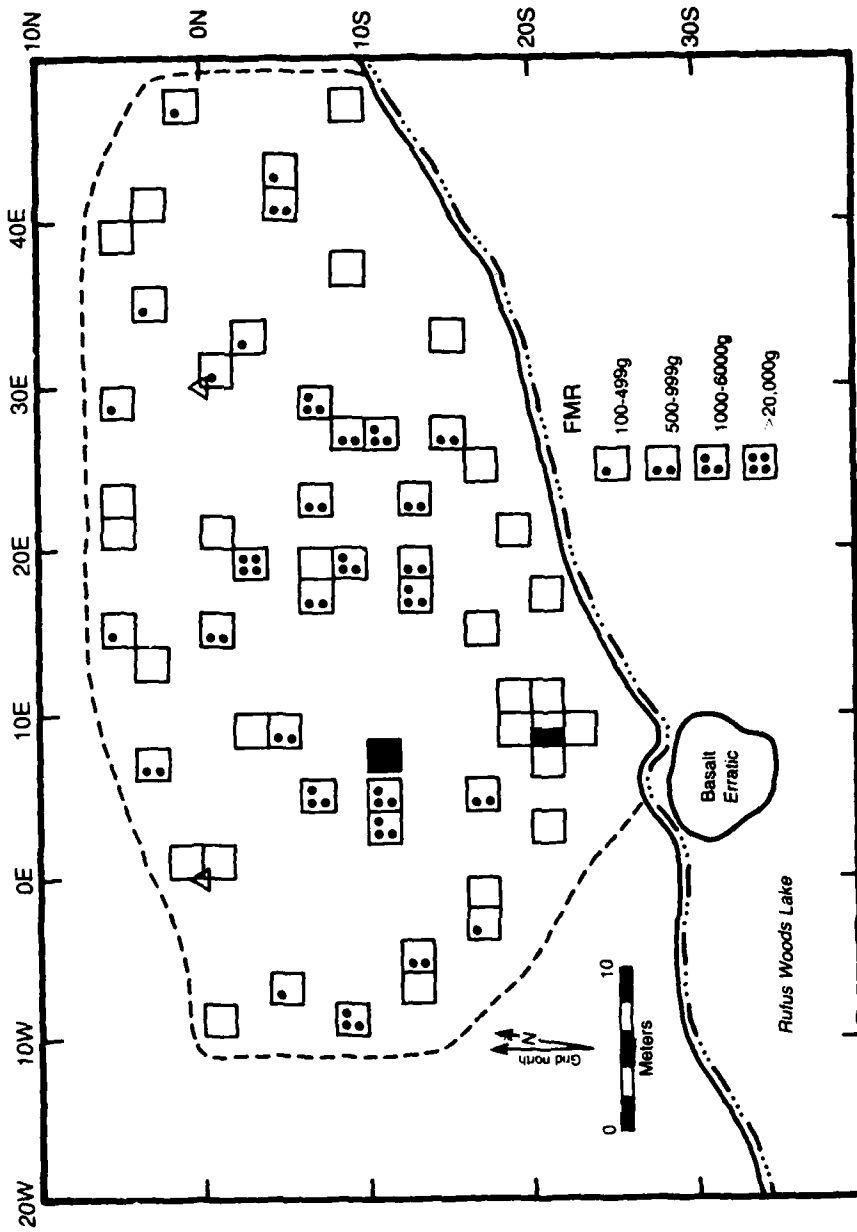 20W
10W
0E
10E
20E
30E
40E
10N
0N
10S
20S
30S
FMR
100-499g
500-999g
1000-6000g
>20,000g
Grid north
N
0
10
Meters
Basalt
Erratic
Rufus Woods Lake